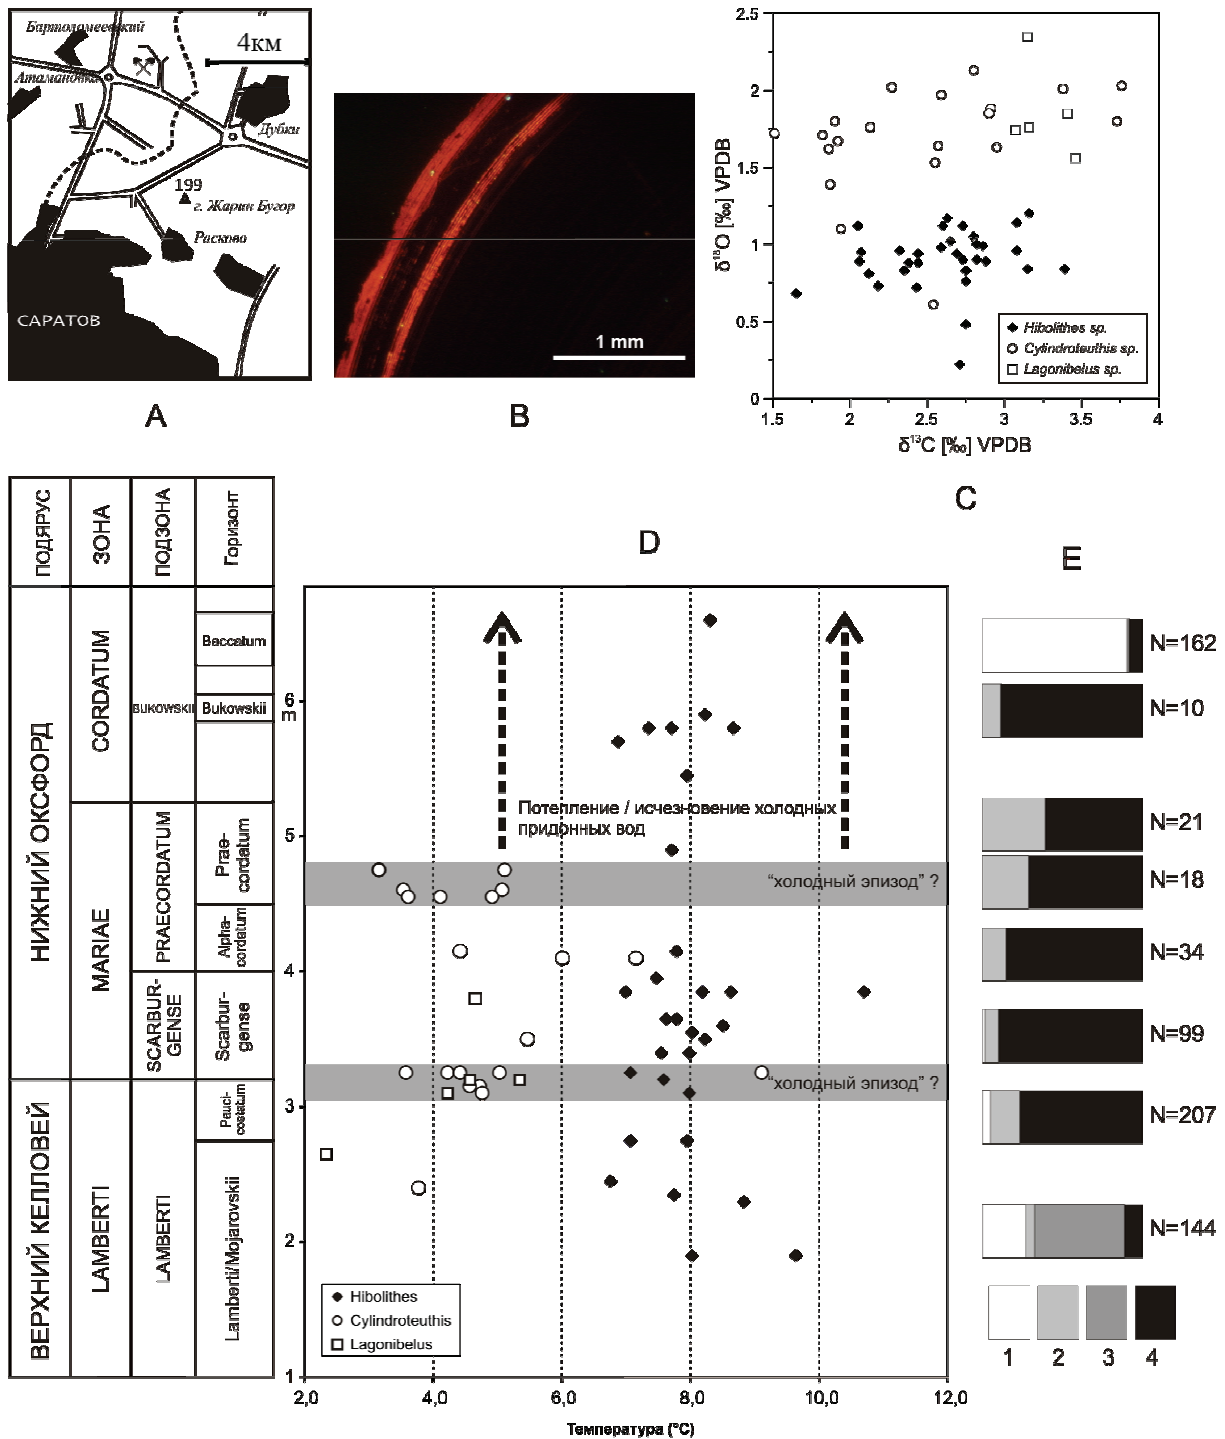 Бартоломеевский
4км
Атамановка
Дубки
199
г. Жарин Бугор
Расково
САРАТОВ
A
1 mm
B
2.5
2
1.5
1
0.5
0
1.5
2
2.5
3
3.5
4
δ¹⁸O [‰] VPDB
δ¹³C [‰] VPDB
Hibolithes sp.
Cylindroteuthis sp.
Lagonibelus sp.
C
D
E
ПОДЯРУС
ЗОНА
ПОДЗОНА
Горизонт
НИЖНИЙ ОКСФОРД
ВЕРХНИЙ КЕЛЛОВЕЙ
CORDATUM
MARIAE
LAMBERTI
BUKOWSKII
PRAECORDATUM
SCARBUR-
GENSE
LAMBERTI
Baccatum
Bukowskii
Prae-
cordatum
Alpha-
cordatum
Scarbur-
gense
Pauci-
costatum
Lamberti/Mojarovskii
6
m
5
4
3
2
1
Потепление / исчезновение холодных
придонных вод
“холодный эпизод” ?
“холодный эпизод” ?
Hibolithes
Cylindroteuthis
Lagonibelus
2,0
4,0
6,0
8,0
10,0
12,0
Температура (°C)
N=162
N=10
N=21
N=18
N=34
N=99
N=207
N=144
1
2
3
4